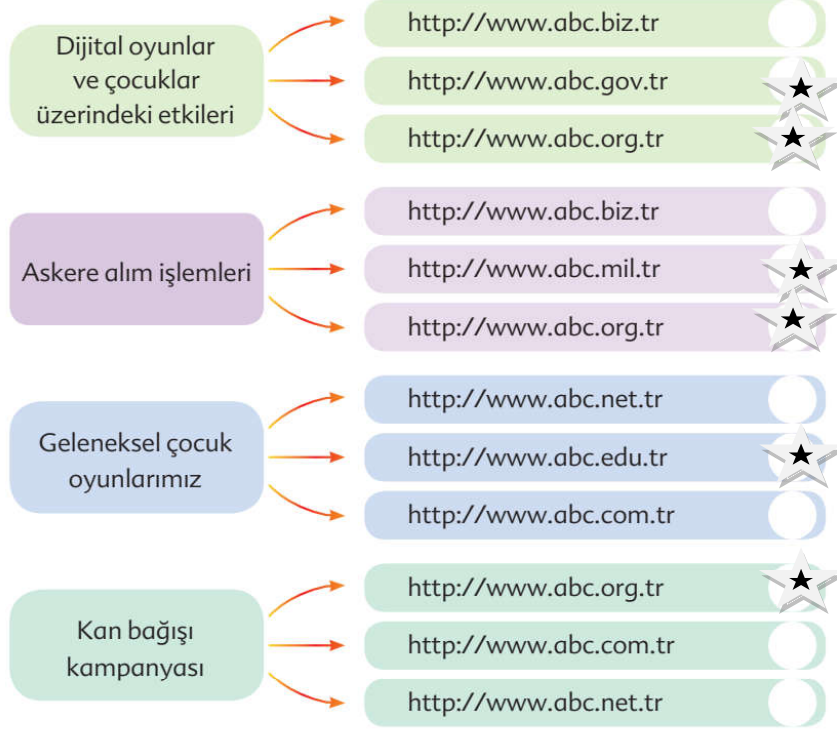 Dijital oyunlar
ve çocuklar
üzerindeki etkileri
http://www.abc.biz.tr
http://www.abc.gov.tr
http://www.abc.org.tr
Askere alım işlemleri
http://www.abc.biz.tr
http://www.abc.mil.tr
http://www.abc.org.tr
Geleneksel çocuk
oyunlarımız
http://www.abc.net.tr
http://www.abc.edu.tr
http://www.abc.com.tr
Kan bağışı
kampanyası
http://www.abc.org.tr
http://www.abc.com.tr
http://www.abc.net.tr